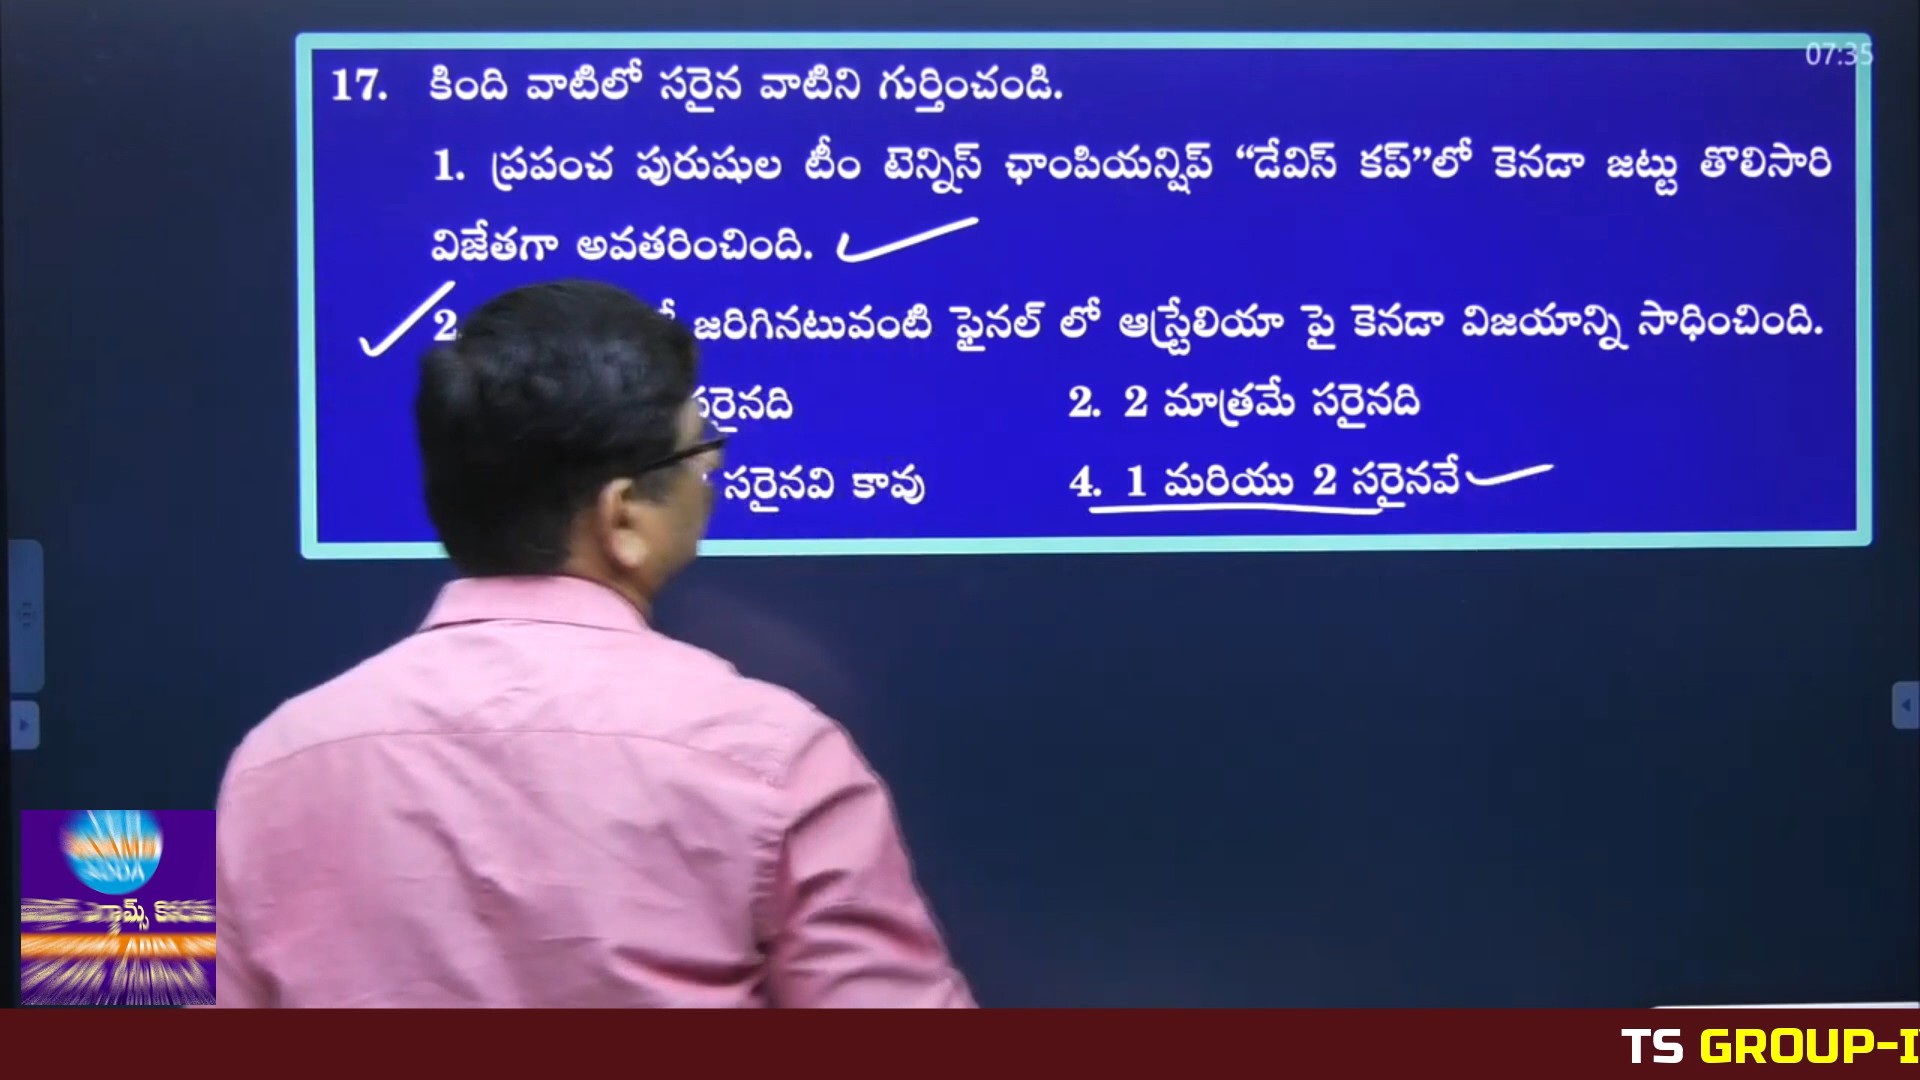 07:35
17. కింది వాటిలో సరైన వాటిని గుర్తించండి.
1. ప్రపంచ పురుషుల టీం టెన్నిస్ ఛాంపియన్షిప్ “డేవిస్ కప్”లో కెనడా జట్టు తొలిసారి
విజేతగా అవతరించింది.
2. జరిగినటువంటి ఫైనల్ లో ఆస్ట్రేలియా పై కెనడా విజయాన్ని సాధించింది.
సరైనది 2. 2 మాత్రమే సరైనది
సరైనవి కావు 4. 1 మరియు 2 సరైనవే
TS GROUP-I